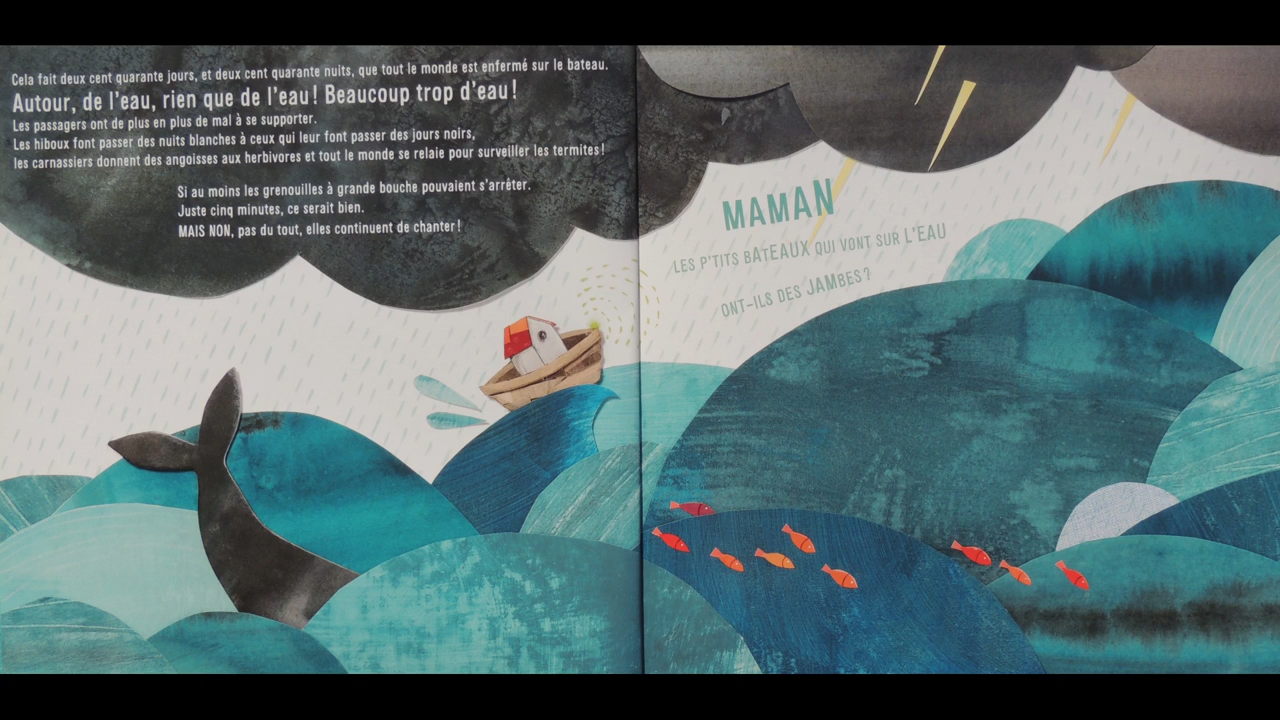 Cela fait deux cent quarante jours, et deux cent quarante nuits, que tout le monde est enfermé sur le bateau.
Autour, de l'eau, rien que de l'eau ! Beaucoup trop d'eau !
Les passagers ont de plus en plus de mal à se supporter.
Les hiboux font passer des nuits blanches à ceux qui leur font passer des jours noirs,
les carnassiers donnent des angoisses aux herbivores et tout le monde se relaie pour surveiller les termites !
Si au moins les grenouilles à grande bouche pouvaient s'arrêter.
Juste cinq minutes, ce serait bien.
MAIS NON, pas du tout, elles continuent de chanter !
MAMAN
LES P'TITS BATEAUX QUI VONT SUR L'EAU
ONT-ILS DES JAMBES ?